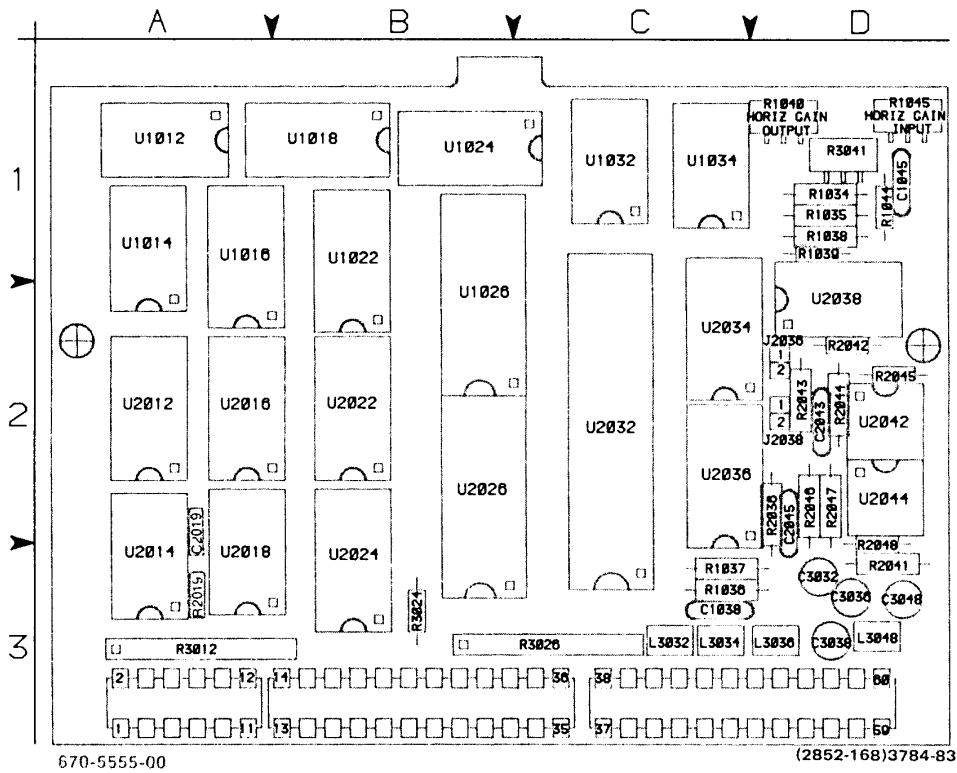 A B C D
1
2
3
U1012
U1018
U1024
U1032
U1034
R1040
HORIZ GAIN
OUTPUT
R1045
HORIZ GAIN
INPUT
R3041
C1045
R1044
R1034
R1035
R1038
R1039
U1014
U1016
U1022
U1026
U2034
U2038
J2036
1
2
R2042
R2045
U2012
U2016
U2022
U2032
1
2
J2038
R2043
C2043
R2044
U2042
U2026
U2036
R2036
C2045
R2046
R2047
U2044
U2014
C2019
R2019
U2018
U2024
R3024
R2048
R2041
R1037
R1036
C1038
C3032
C3036
C3048
R3012
R3026
L3032
L3034
L3036
C3038
L3048
2 12 14 36 38 60
1 11 13 35 37 59
670-5555-00
(2852-168)3784-83